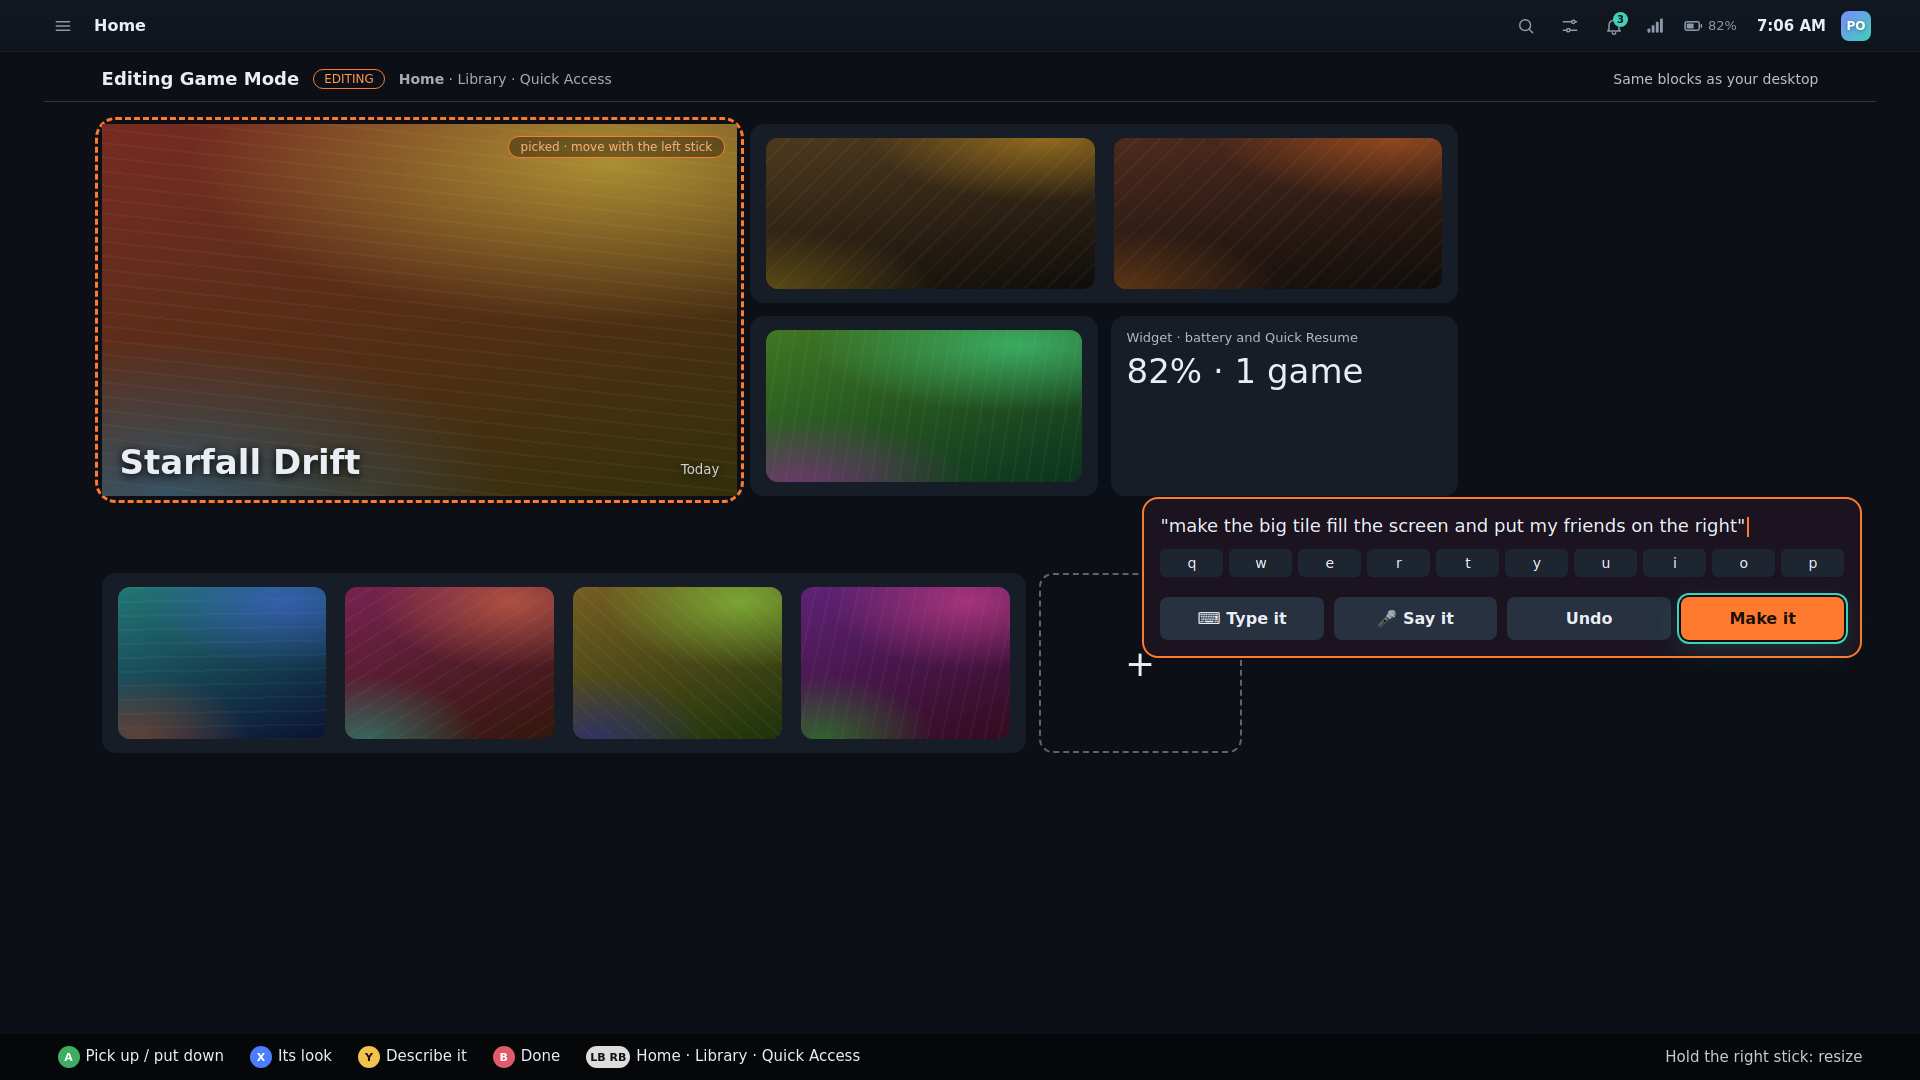 Home
3
82%
7:06 AM
PO
Editing Game Mode
EDITING
Home · Library · Quick Access
Same blocks as your desktop
picked · move with the left stick
Starfall Drift
Today
Widget · battery and Quick Resume
82% · 1 game
"make the big tile fill the screen and put my friends on the right"
q w e r t y u i o p
⌨ Type it
🎤 Say it
Undo
Make it
+
A Pick up / put down
X Its look
Y Describe it
B Done
LB RB Home · Library · Quick Access
Hold the right stick: resize